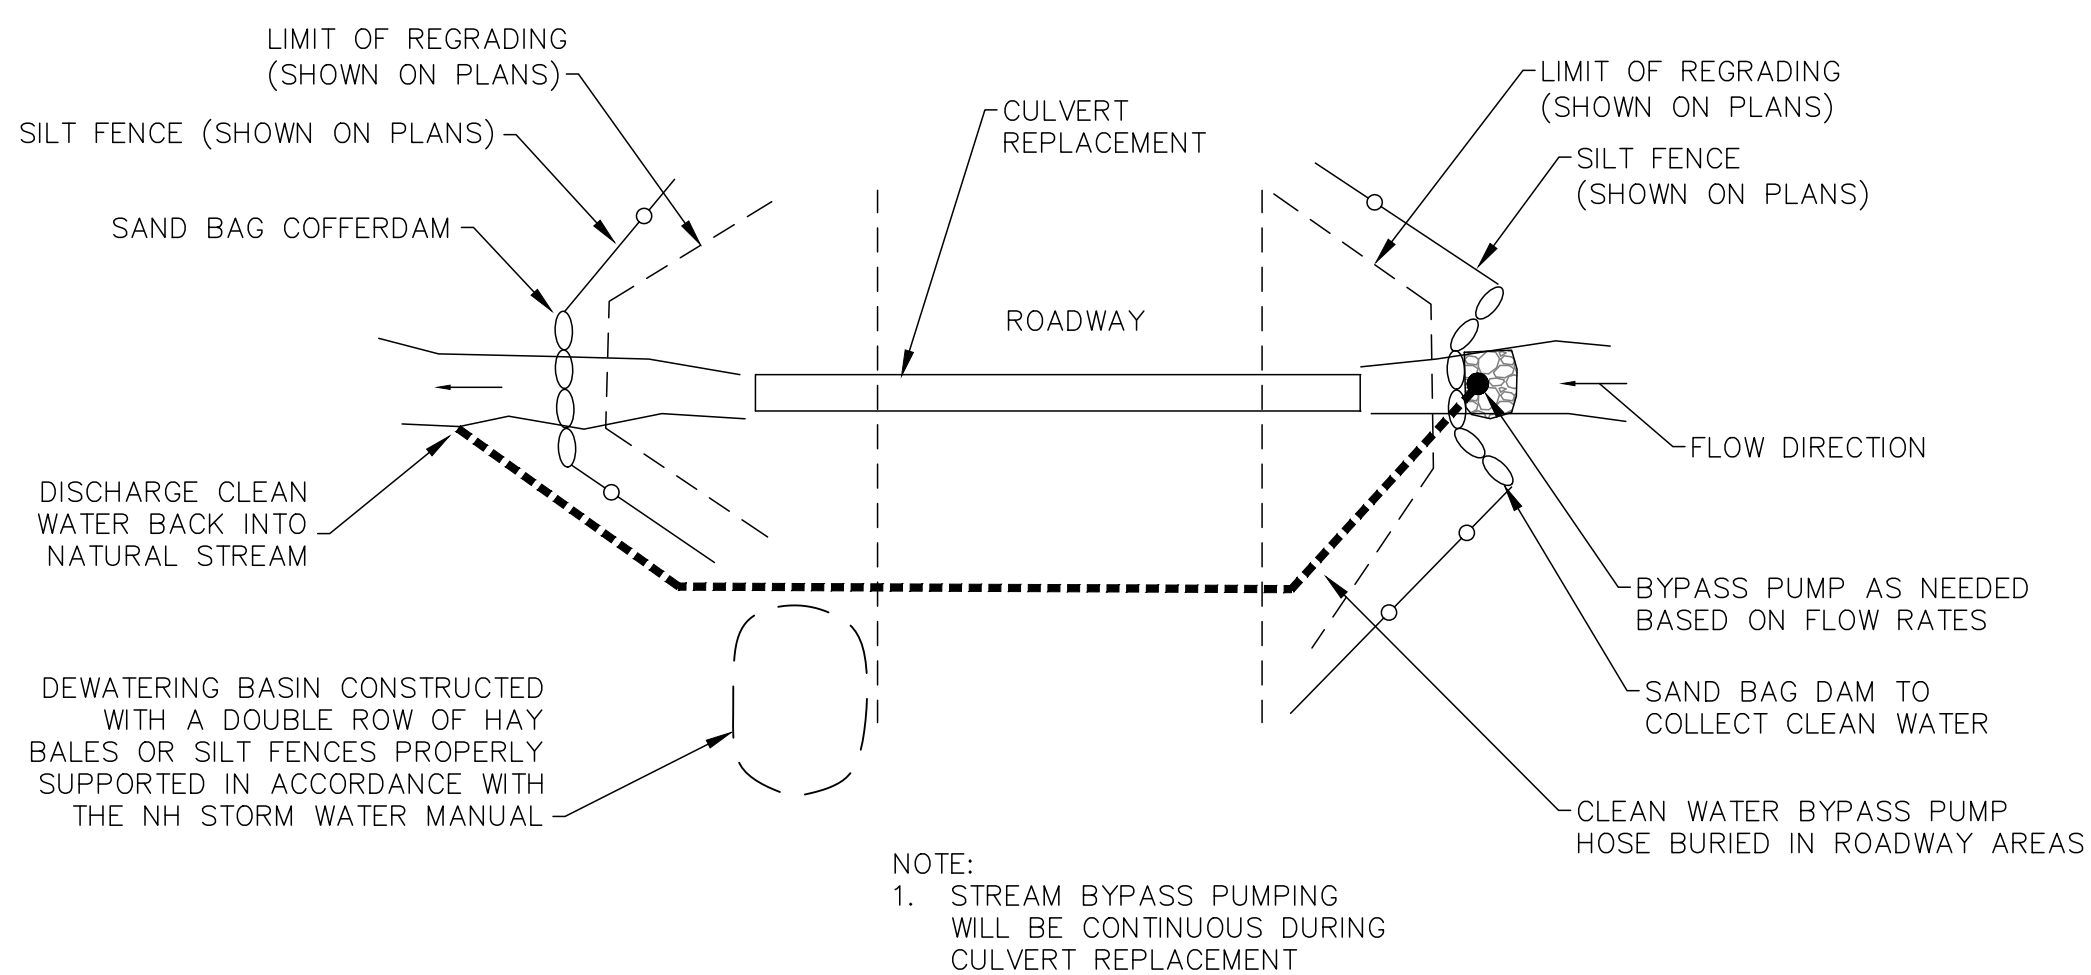 LIMIT OF REGRADING
(SHOWN ON PLANS)
SILT FENCE (SHOWN ON PLANS)
SAND BAG COFFERDAM
CULVERT
REPLACEMENT
LIMIT OF REGRADING
(SHOWN ON PLANS)
SILT FENCE
(SHOWN ON PLANS)
ROADWAY
FLOW DIRECTION
DISCHARGE CLEAN
WATER BACK INTO
NATURAL STREAM
BYPASS PUMP AS NEEDED
BASED ON FLOW RATES
SAND BAG DAM TO
COLLECT CLEAN WATER
DEWATERING BASIN CONSTRUCTED
WITH A DOUBLE ROW OF HAY
BALES OR SILT FENCES PROPERLY
SUPPORTED IN ACCORDANCE WITH
THE NH STORM WATER MANUAL
CLEAN WATER BYPASS PUMP
HOSE BURIED IN ROADWAY AREAS
NOTE:
1. STREAM BYPASS PUMPING
WILL BE CONTINUOUS DURING
CULVERT REPLACEMENT